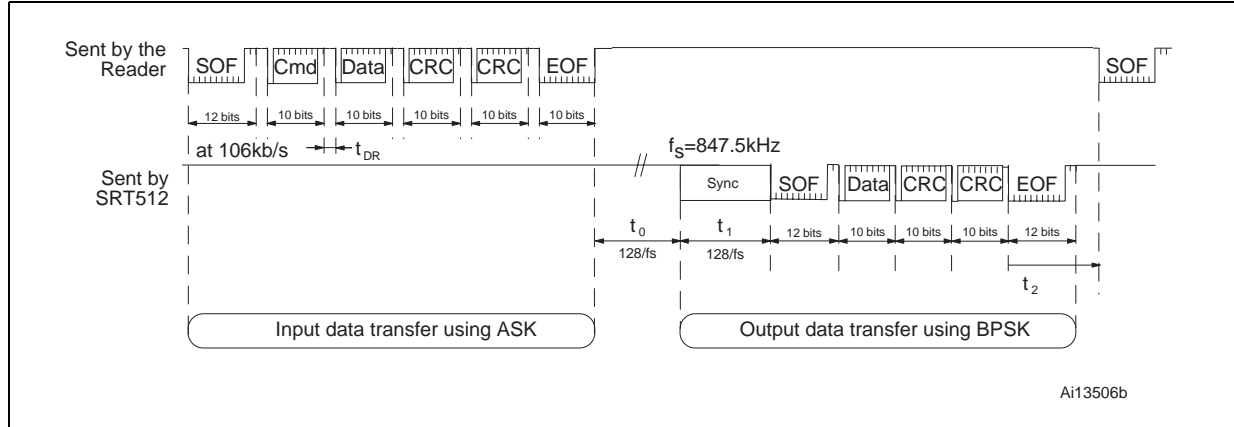 Sent by the
Reader
SOF Cmd Data CRC CRC EOF SOF
12 bits 10 bits 10 bits 10 bits 10 bits 10 bits
at 106kb/s tDR fS=847.5kHz
Sent by
SRT512
Sync SOF Data CRC CRC EOF
t0 t1 12 bits 10 bits 10 bits 10 bits 12 bits
128/fs 128/fs
t2
Input data transfer using ASK Output data transfer using BPSK
Ai13506b